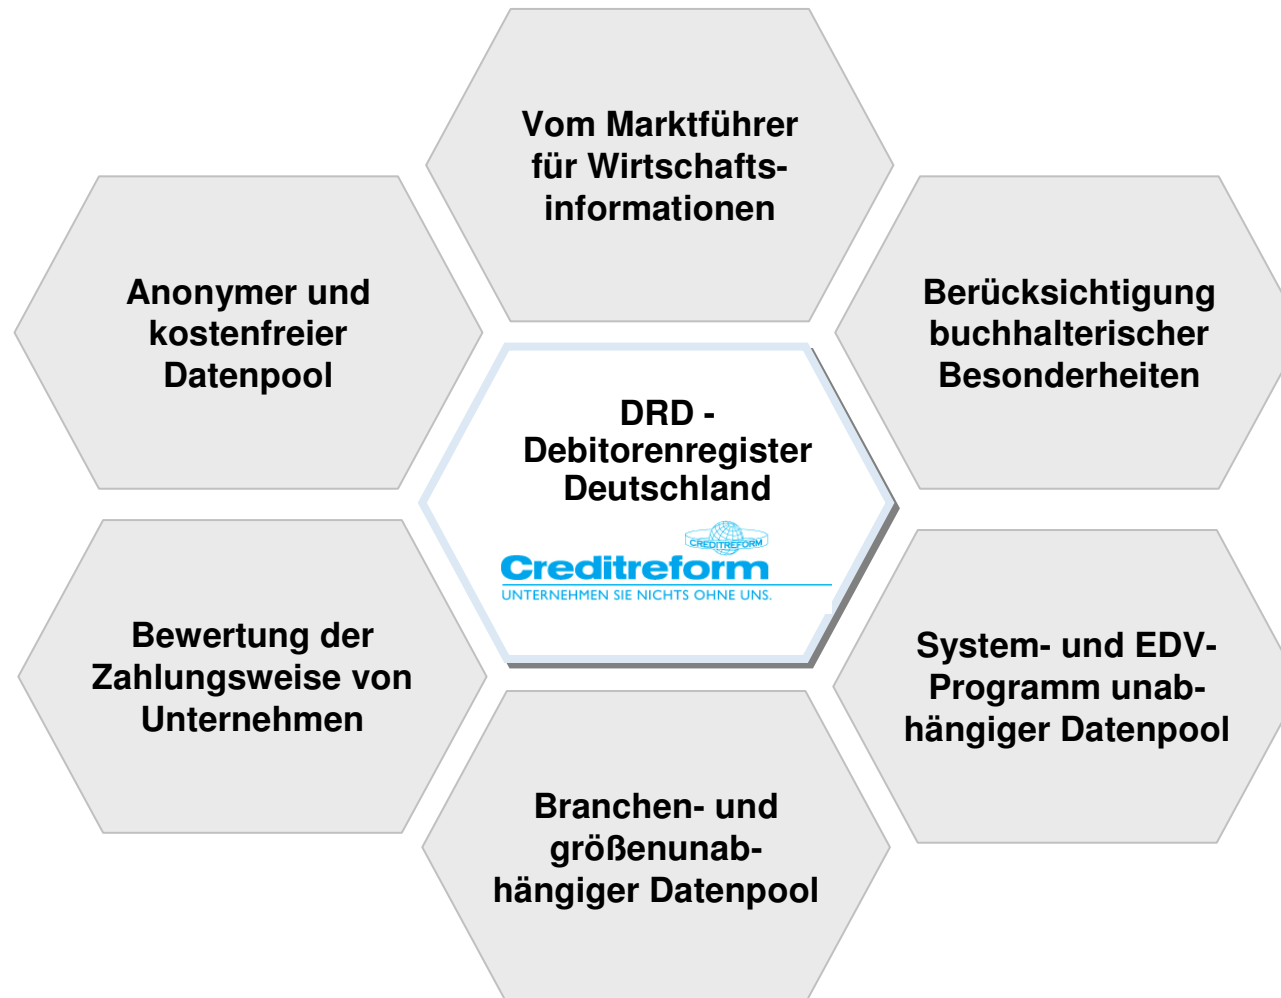 Vom Marktführer
für Wirtschafts-
informationen
Anonymer und
kostenfreier
Datenpool
Berücksichtigung
buchhalterischer
Besonderheiten
DRD -
Debitorenregister
Deutschland
CREDITREFORM
Creditreform
UNTERNEHMEN SIE NICHTS OHNE UNS.
Bewertung der
Zahlungsweise von
Unternehmen
System- und EDV-
Programm unab-
hängiger Datenpool
Branchen- und
größenunab-
hängiger Datenpool